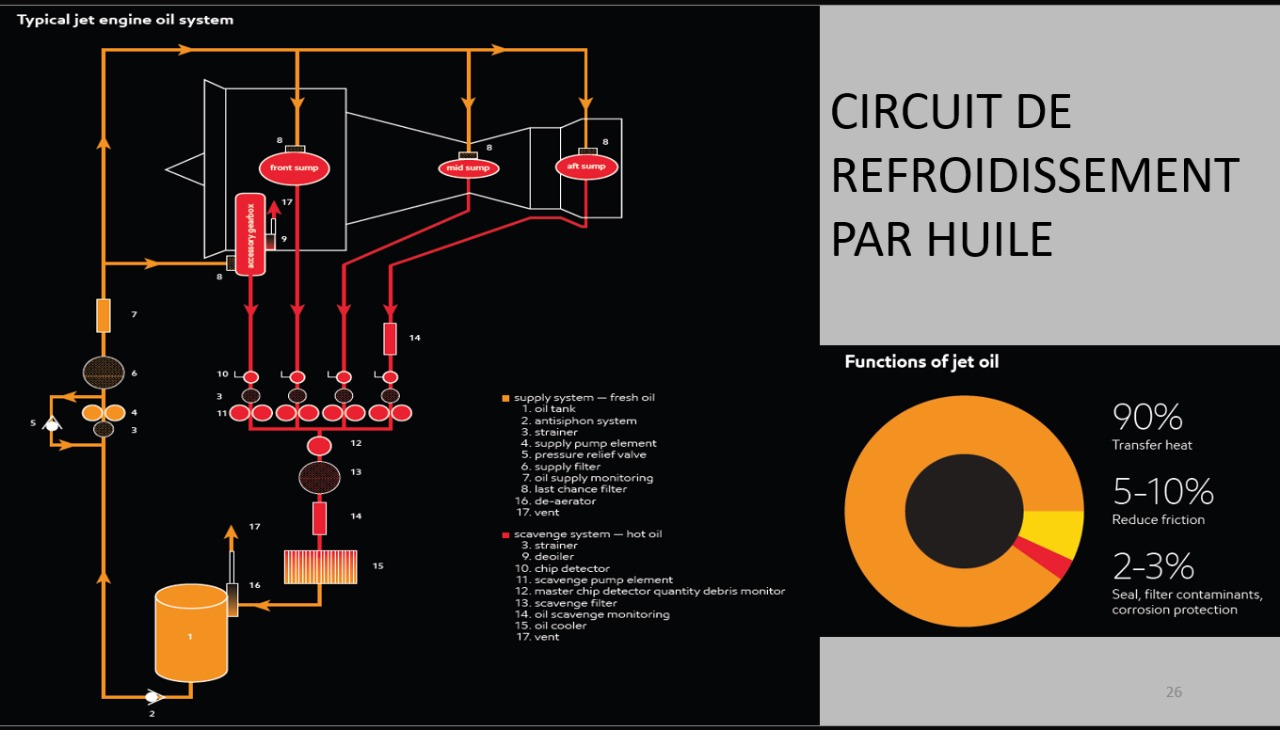 Typical jet engine oil system
8
front sump
8
mid sump
8
aft sump
accessory gearbox
17
9
8
7
14
6
10
3
5
4
3
11
12
13
14
15
17
16
1
2
supply system — fresh oil
1. oil tank
2. antisiphon system
3. strainer
4. supply pump element
5. pressure relief valve
6. supply filter
7. oil supply monitoring
8. last chance filter
16. de-aerator
17. vent
scavenge system — hot oil
3. strainer
9. deoiler
10. chip detector
11. scavenge pump element
12. master chip detector quantity debris monitor
13. scavenge filter
14. oil scavenge monitoring
15. oil cooler
17. vent
CIRCUIT DE
REFROIDISSEMENT
PAR HUILE
Functions of jet oil
90%
Transfer heat
5-10%
Reduce friction
2-3%
Seal, filter contaminants,
corrosion protection
26